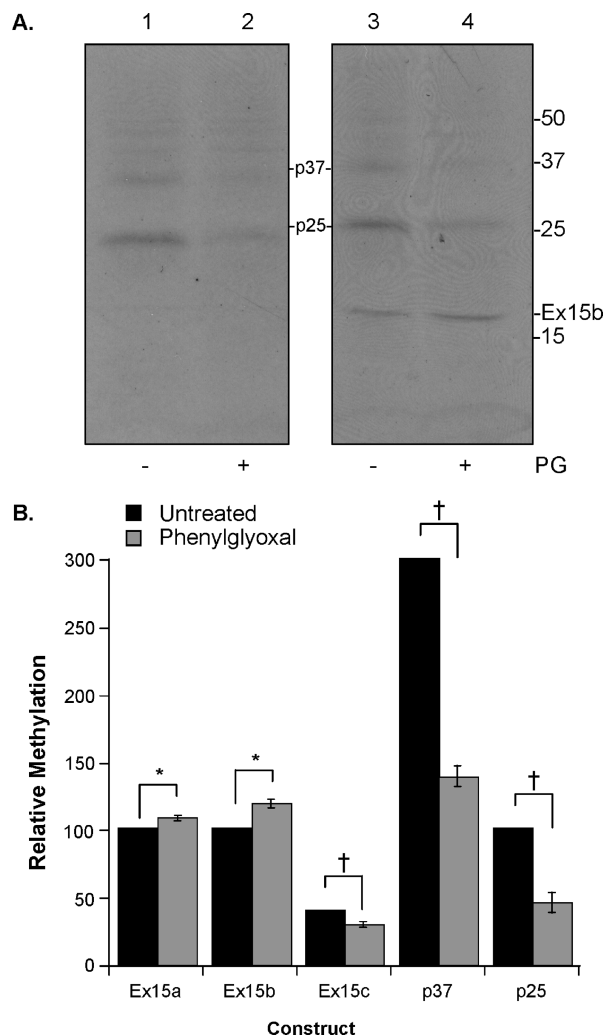 A.
1 2 3 4
-50
-p37- -37
-p25- -25
-Ex15b
-15
- + - + PG
B.
Untreated
Phenylglyoxal
Relative Methylation
300
250
200
150
100
50
0
* * † † †
Ex15a Ex15b Ex15c p37 p25
Construct